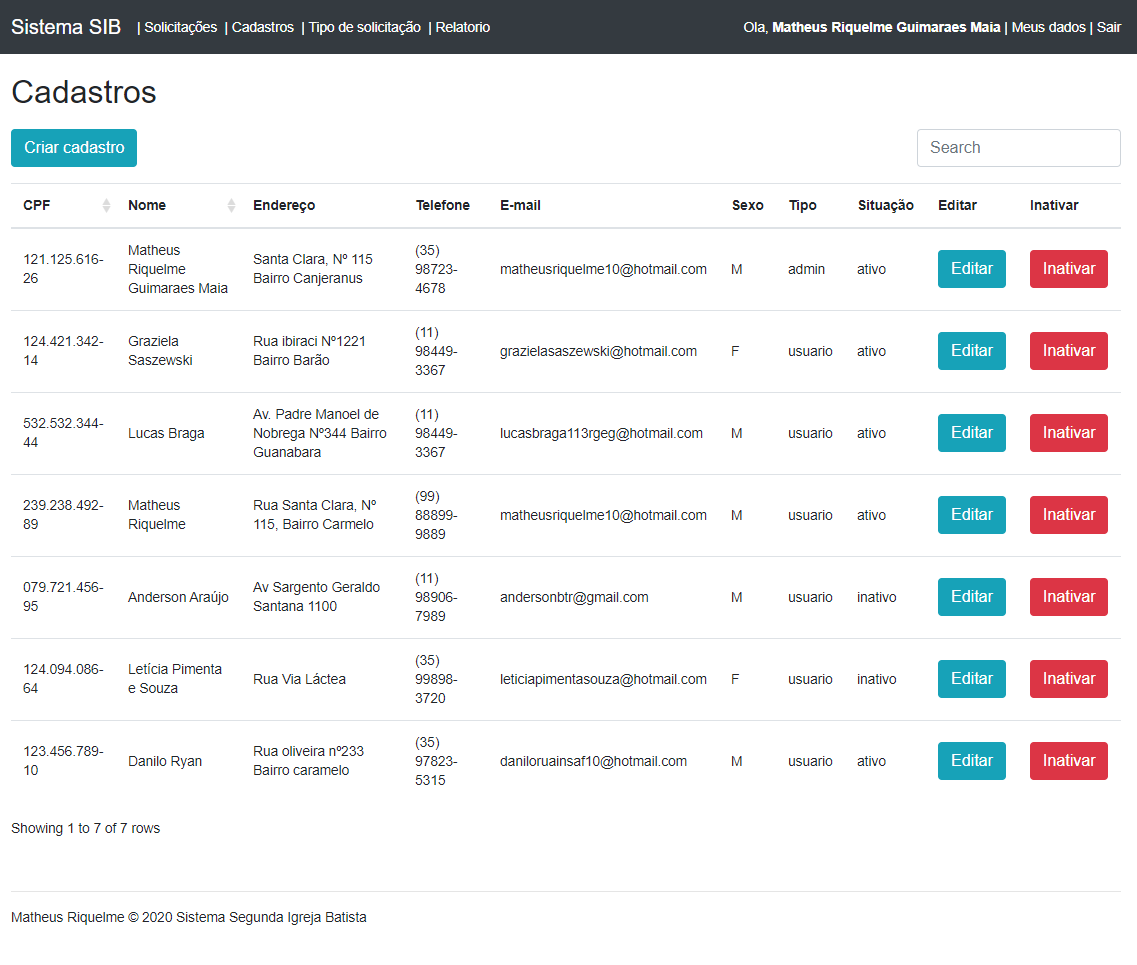 Sistema SIB | Solicitações | Cadastros | Tipo de solicitação | Relatorio Ola, Matheus Riquelme Guimaraes Maia | Meus dados | Sair
Cadastros
Criar cadastro Search
CPF Nome Endereço Telefone E-mail Sexo Tipo Situação Editar Inativar
121.125.616-
26
Matheus
Riquelme
Guimaraes Maia
Santa Clara, Nº 115
Bairro Canjeranus
(35)
98723-
4678
matheusriquelme10@hotmail.com
M
admin
ativo
Editar
Inativar
124.421.342-
14
Graziela
Saszewski
Rua ibiraci Nº1221
Bairro Barão
(11)
98449-
3367
grazielasaszewski@hotmail.com
F
usuario
ativo
Editar
Inativar
532.532.344-
44
Lucas Braga
Av. Padre Manoel de
Nobrega Nº344 Bairro
Guanabara
(11)
98449-
3367
lucasbraga113rgeg@hotmail.com
M
usuario
ativo
Editar
Inativar
239.238.492-
89
Matheus
Riquelme
Rua Santa Clara, Nº
115, Bairro Carmelo
(99)
88899-
9889
matheusriquelme10@hotmail.com
M
usuario
ativo
Editar
Inativar
079.721.456-
95
Anderson Araújo
Av Sargento Geraldo
Santana 1100
(11)
98906-
7989
andersonbtr@gmail.com
M
usuario
inativo
Editar
Inativar
124.094.086-
64
Letícia Pimenta
e Souza
Rua Via Láctea
(35)
99898-
3720
leticiapimentasouza@hotmail.com
F
usuario
inativo
Editar
Inativar
123.456.789-
10
Danilo Ryan
Rua oliveira nº233
Bairro caramelo
(35)
97823-
5315
daniloruainsaf10@hotmail.com
M
usuario
ativo
Editar
Inativar
Showing 1 to 7 of 7 rows
Matheus Riquelme © 2020 Sistema Segunda Igreja Batista